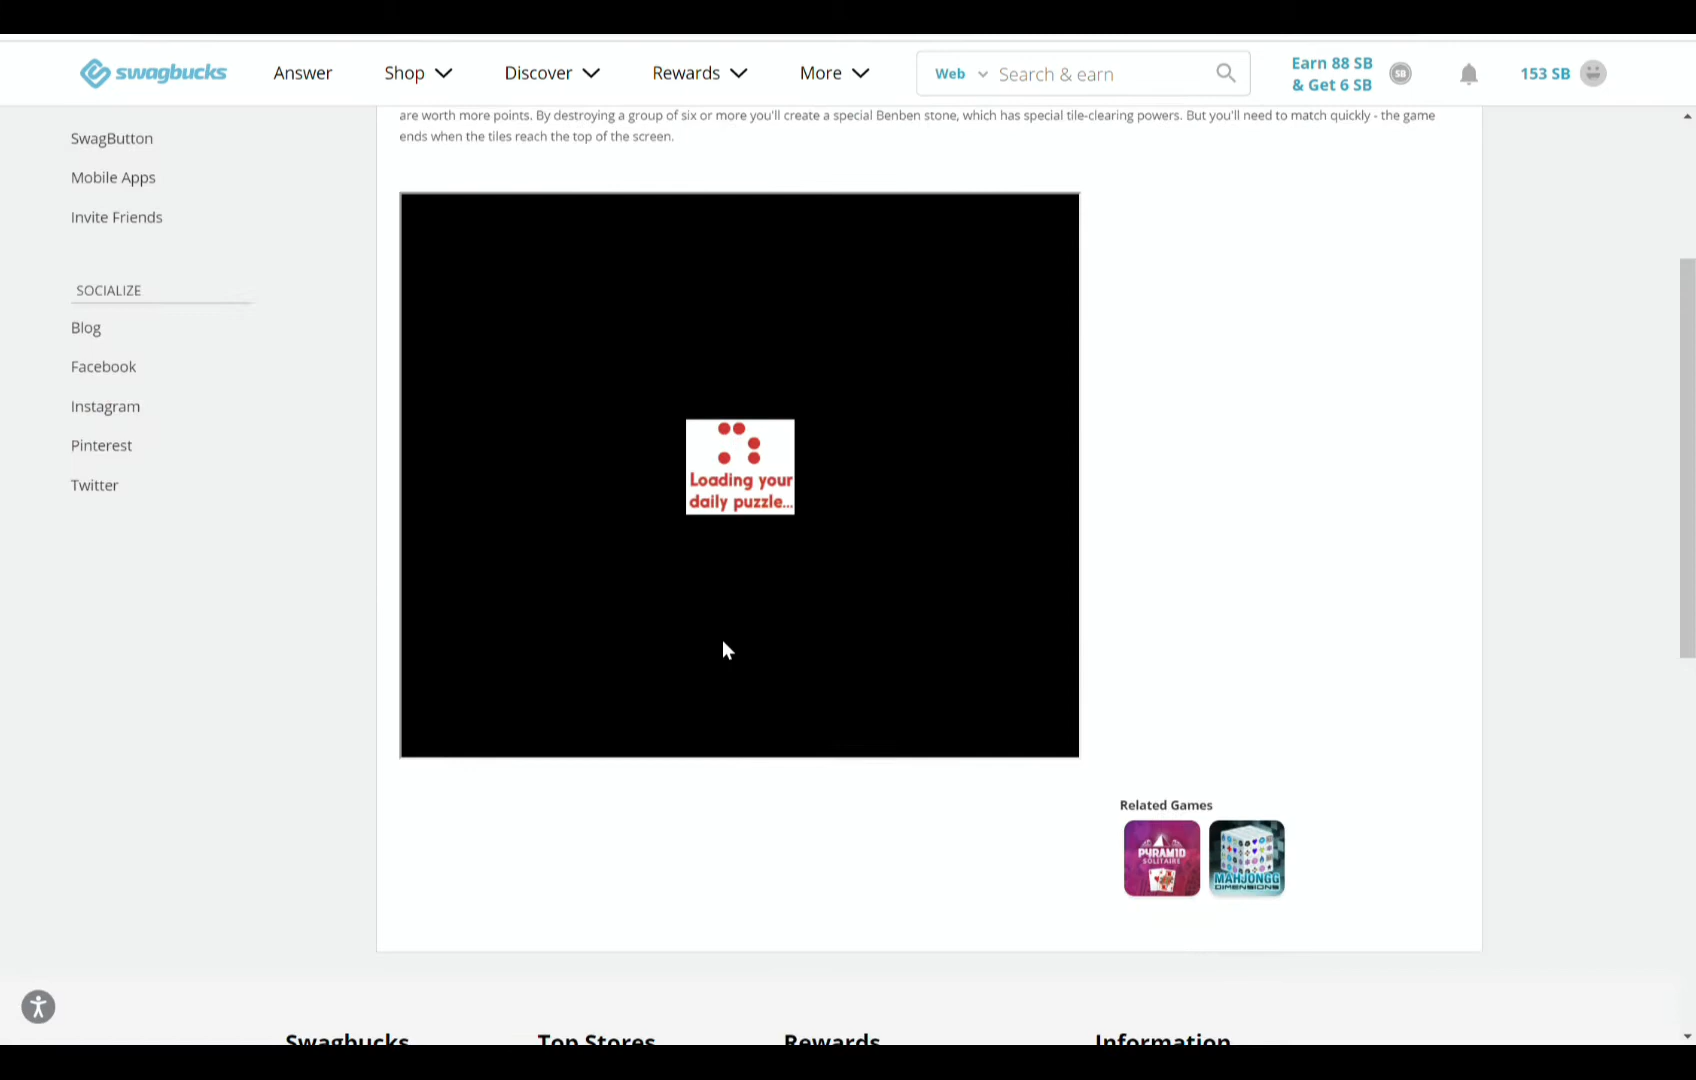 swagbucks
Answer
Shop
Discover
Rewards
More
Web
Search & earn
Earn 88 SB
& Get 6 SB
SB
153 SB
are worth more points. By destroying a group of six or more you'll create a special Benben stone, which has special tile-clearing powers. But you'll need to match quickly - the game
ends when the tiles reach the top of the screen.
SwagButton
Mobile Apps
Invite Friends
SOCIALIZE
Blog
Facebook
Instagram
Pinterest
Twitter
Loading your
daily puzzle...
Related Games
PYRAMID
SOLITAIRE
MAHJONGG
DIMENSIONS
Swagbucks
Top Stores
Rewards
Information